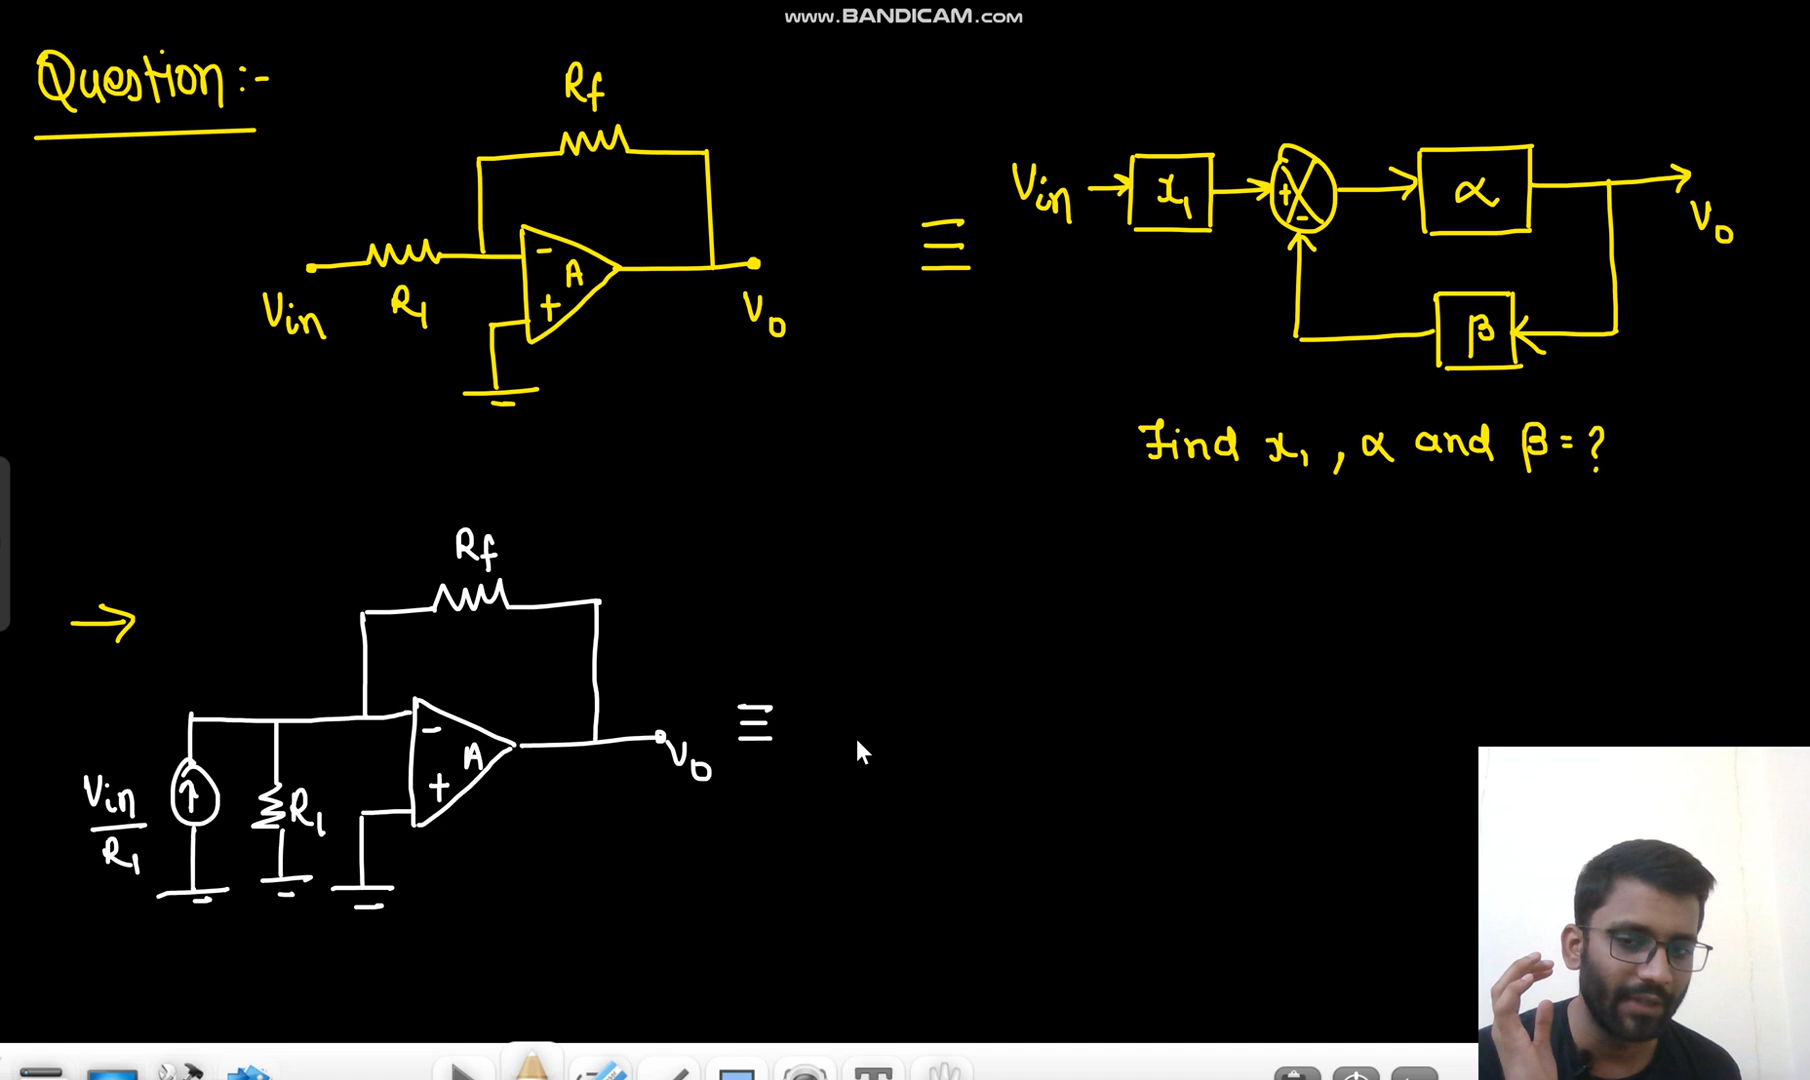 www.BANDICAM.com
Question:-
Rf
- A +
Vin R1 Vo
≡
Vin x1 + - α Vo
β
Find x1, α and β = ?
→
Rf
- A +
Vin/R1 ↑ R1 Vo
≡